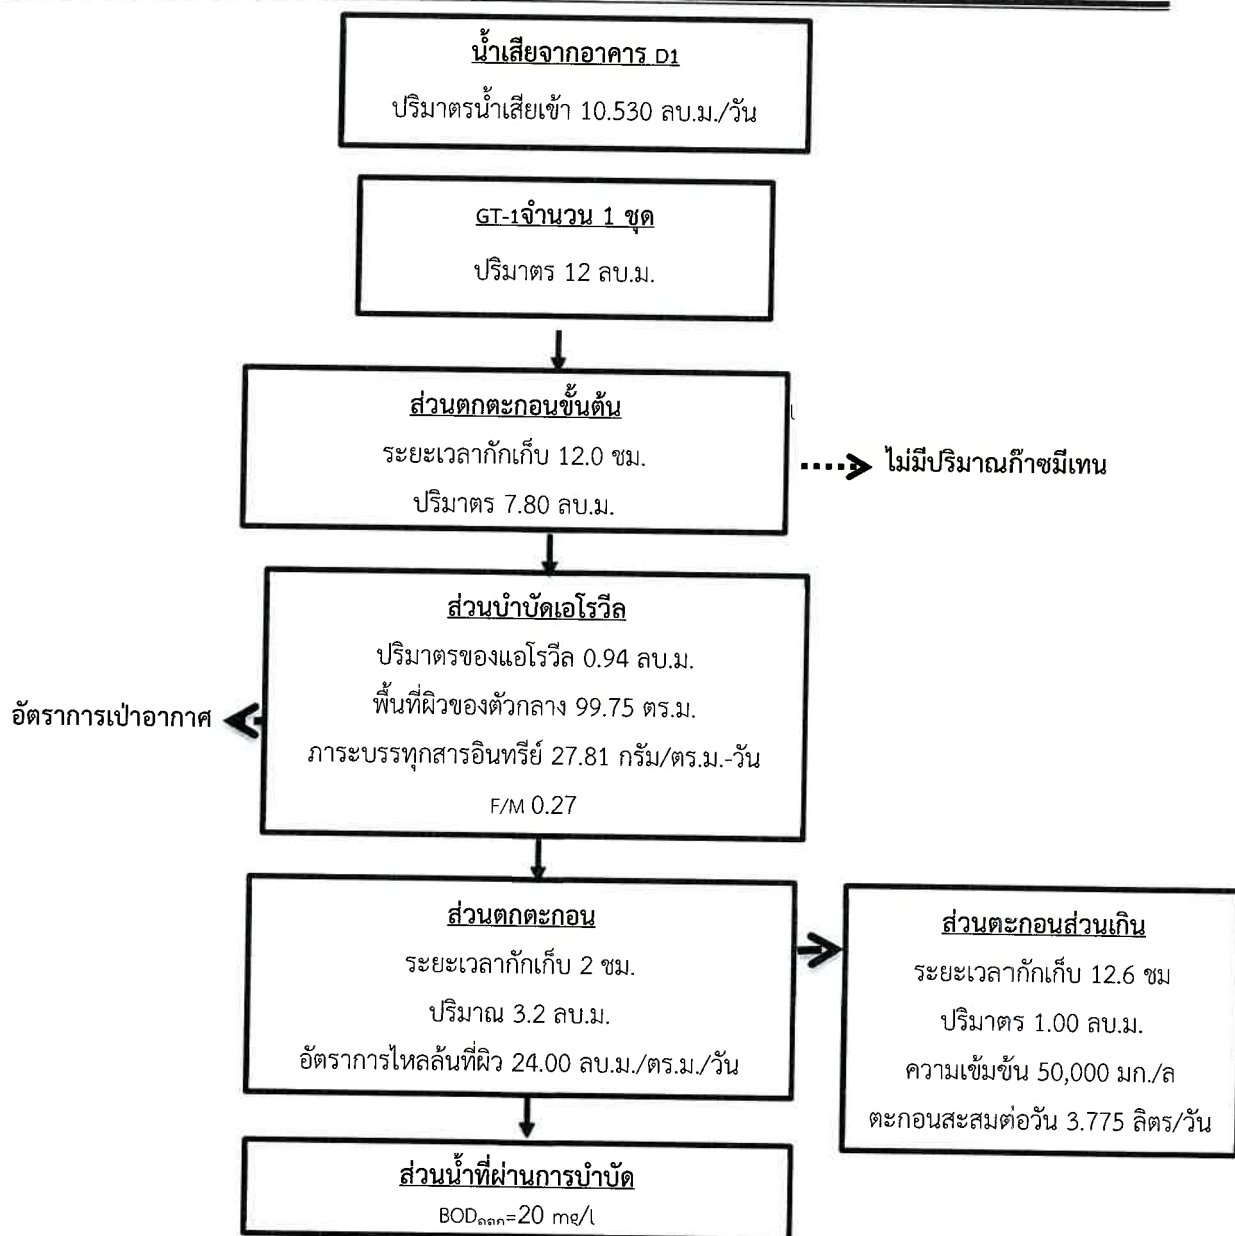 น้ำเสียจากอาคาร D1
ปริมาตรน้ำเสียเข้า 10.530 ลบ.ม./วัน
GT-1จำนวน 1 ชุด
ปริมาตร 12 ลบ.ม.
ส่วนตกตะกอนขั้นต้น
ระยะเวลากักเก็บ 12.0 ชม.
ปริมาตร 7.80 ลบ.ม.
ไม่มีปริมาณก๊าซมีเทน
ส่วนบำบัดเอโรวีล
ปริมาตรของแอโรวีล 0.94 ลบ.ม.
พื้นที่ผิวของตัวกลาง 99.75 ตร.ม.
ภาระบรรทุกสารอินทรีย์ 27.81 กรัม/ตร.ม.-วัน
F/M 0.27
อัตราการเป่าอากาศ
ส่วนตกตะกอน
ระยะเวลากักเก็บ 2 ชม.
ปริมาณ 3.2 ลบ.ม.
อัตราการไหลล้นที่ผิว 24.00 ลบ.ม./ตร.ม./วัน
ส่วนตะกอนส่วนเกิน
ระยะเวลากักเก็บ 12.6 ชม
ปริมาตร 1.00 ลบ.ม.
ความเข้มข้น 50,000 มก./ล
ตะกอนสะสมต่อวัน 3.775 ลิตร/วัน
ส่วนน้ำที่ผ่านการบำบัด
BODออก=20 mg/l